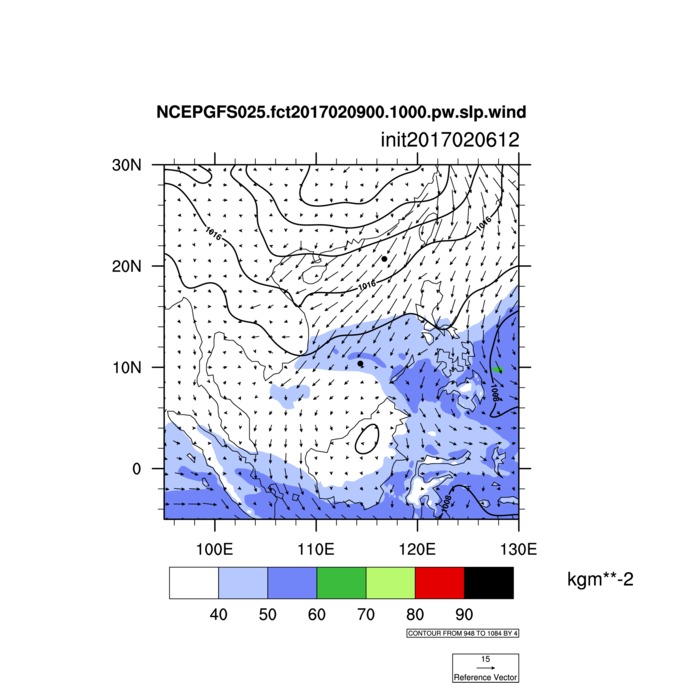 NCEPGFS025.fct2017020900.1000.pw.slp.wind
init2017020612
30N
1016
1016
20N
1016
10N
1008
0
1008
100E
110E
120E
130E
kgm**-2
40
50
60
70
80
90
CONTOUR FROM 948 TO 1084 BY 4
15
Reference Vector